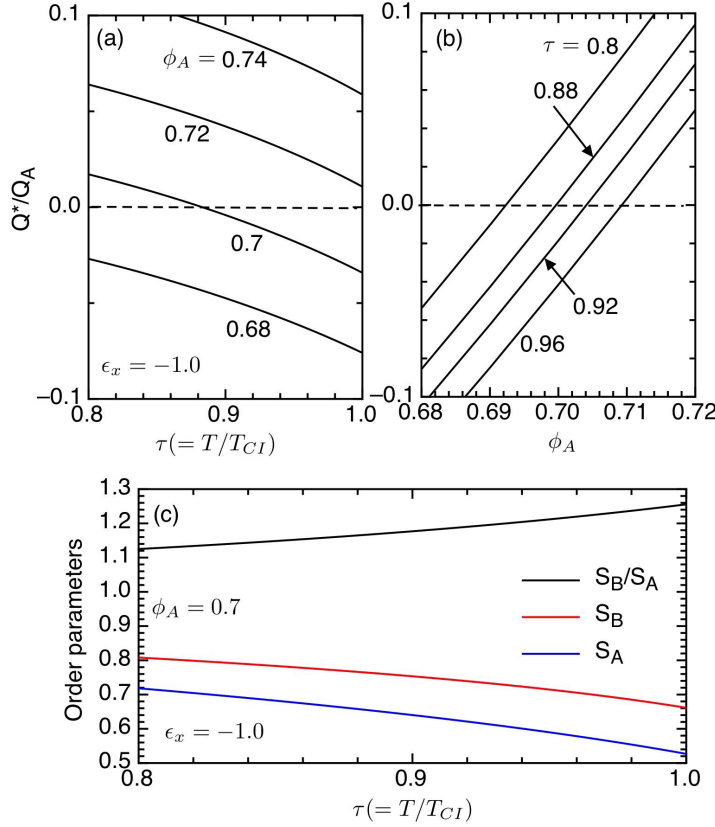 (a)
ϕ_A = 0.74
0.72
0.7
0.68
ϵ_x = −1.0
Q*/Q_A
0.1
0.0
−0.1
0.8 0.9 1.0
τ(= T/T_{CI})
(b)
τ = 0.8
0.88
0.92
0.96
0.1
0.0
−0.1
0.68 0.69 0.70 0.71 0.72
ϕ_A
(c)
Order parameters
1.3
1.2
1.1
1.0
0.9
0.8
0.7
0.6
0.5
ϕ_A = 0.7
ϵ_x = −1.0
S_B/S_A
S_B
S_A
0.8 0.9 1.0
τ(= T/T_{CI})